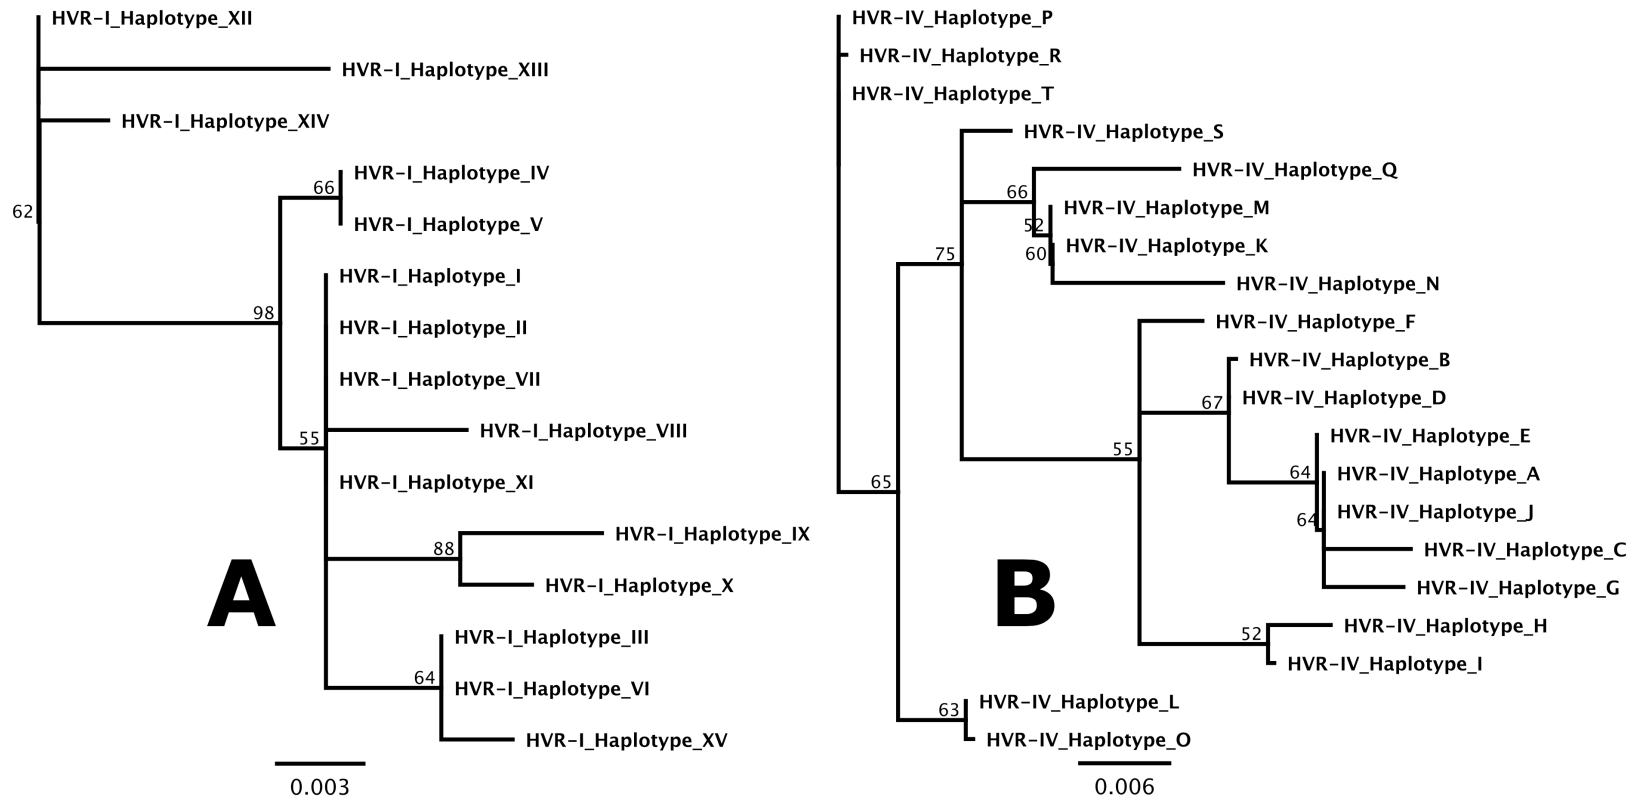 HVR-I_Haplotype_XII
HVR-I_Haplotype_XIII
HVR-I_Haplotype_XIV
62
HVR-I_Haplotype_IV
66
HVR-I_Haplotype_V
98
HVR-I_Haplotype_I
HVR-I_Haplotype_II
HVR-I_Haplotype_VII
HVR-I_Haplotype_VIII
55
HVR-I_Haplotype_XI
HVR-I_Haplotype_IX
88
HVR-I_Haplotype_X
HVR-I_Haplotype_III
64
HVR-I_Haplotype_VI
HVR-I_Haplotype_XV
A
0.003
HVR-IV_Haplotype_P
HVR-IV_Haplotype_R
HVR-IV_Haplotype_T
HVR-IV_Haplotype_S
HVR-IV_Haplotype_Q
66
HVR-IV_Haplotype_M
52
HVR-IV_Haplotype_K
60
75
HVR-IV_Haplotype_N
HVR-IV_Haplotype_F
HVR-IV_Haplotype_B
HVR-IV_Haplotype_D
67
HVR-IV_Haplotype_E
55
HVR-IV_Haplotype_A
64
65
HVR-IV_Haplotype_J
64
HVR-IV_Haplotype_C
HVR-IV_Haplotype_G
HVR-IV_Haplotype_H
52
HVR-IV_Haplotype_I
HVR-IV_Haplotype_L
63
HVR-IV_Haplotype_O
B
0.006